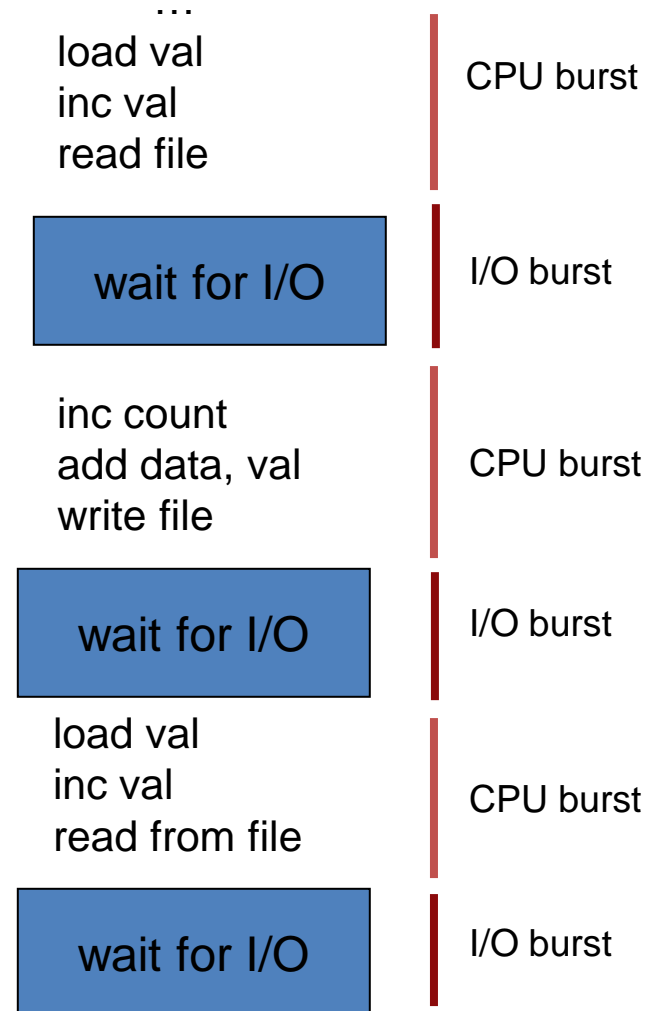 …
load val
inc val
read file
CPU burst
wait for I/O
I/O burst
inc count
add data, val
write file
CPU burst
wait for I/O
I/O burst
load val
inc val
read from file
CPU burst
wait for I/O
I/O burst